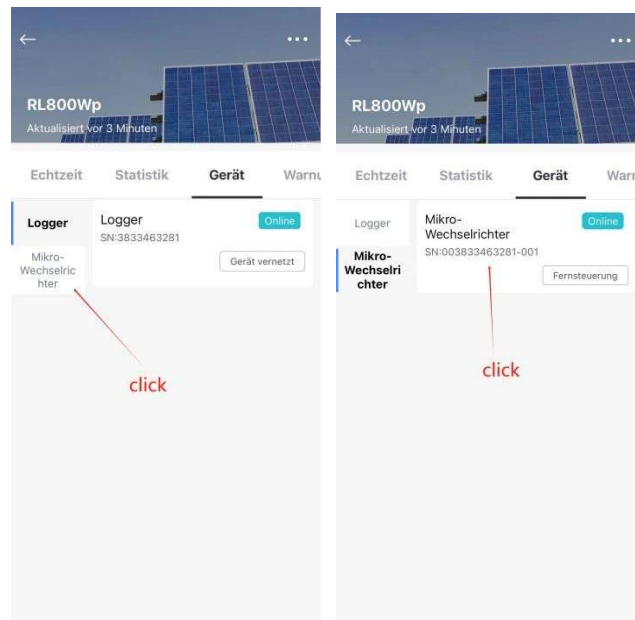 RL800Wp
Aktualisiert vor 3 Minuten
Echtzeit Statistik Gerät Warnu
Logger
Mikro-
Wechselric
hter
Logger
SN:3833463281
Online
Gerät vernetzt
click
RL800Wp
Aktualisiert vor 3 Minuten
Echtzeit Statistik Gerät Warr
Logger
Mikro-
Wechselri
chter
Mikro-
Wechselrichter
SN:003833463281-001
Online
Fernsteuerung
click